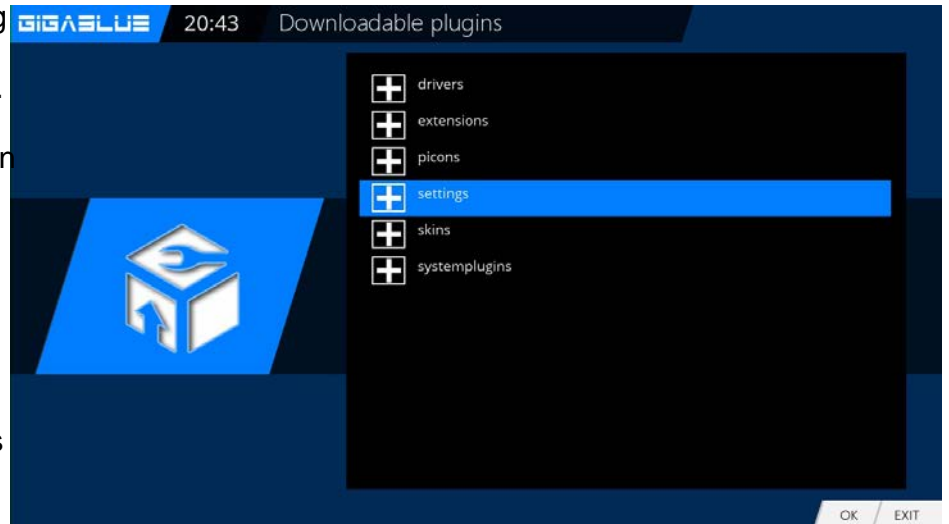 GIGABLUE 20:43 Downloadable plugins
drivers
extensions
picons
settings
skins
systemplugins
OK / EXIT